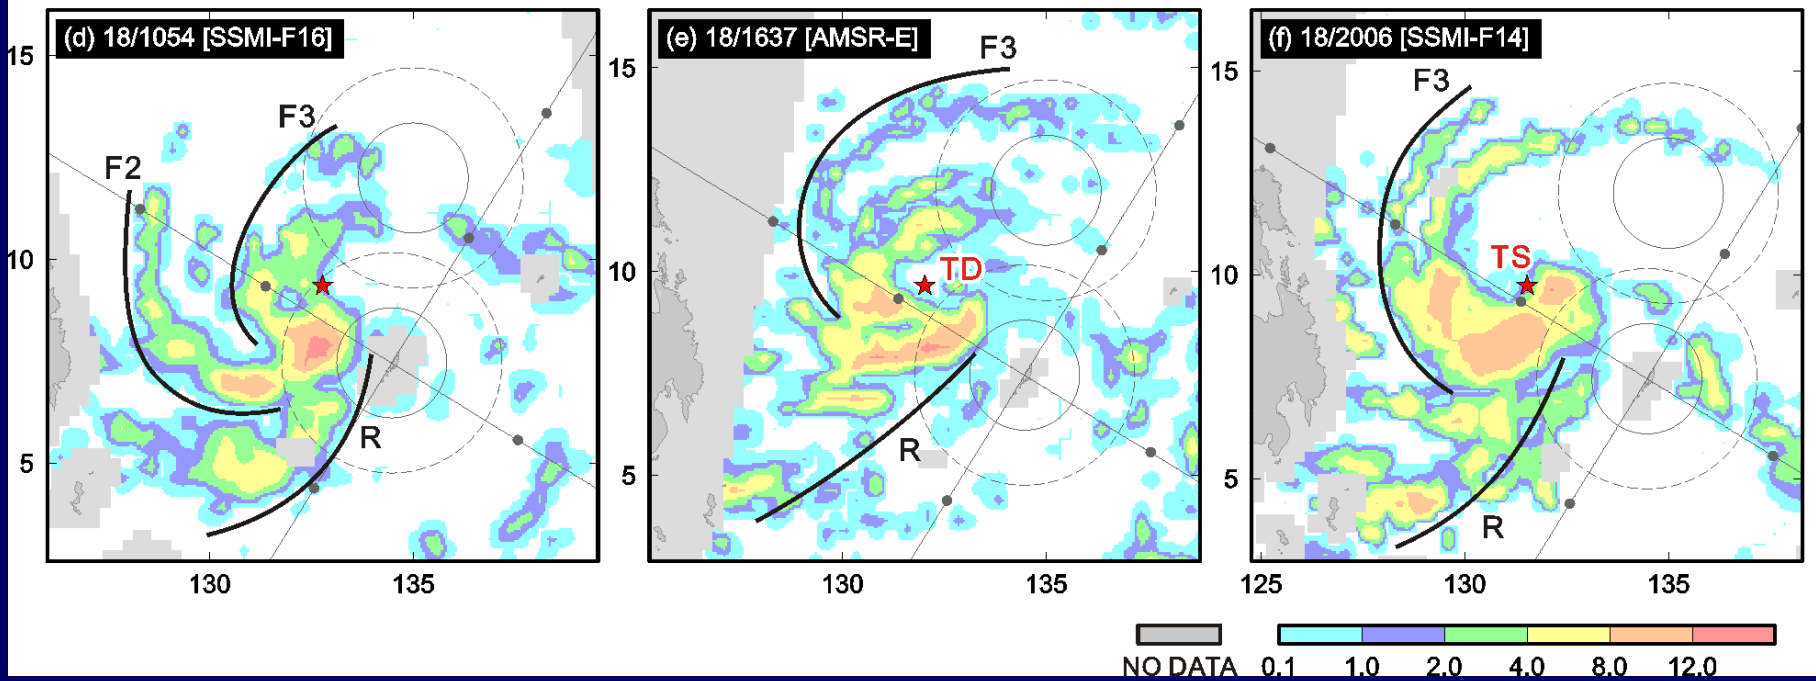 (d) 18/1054 [SSMI-F16]
15
10
5
130
135
F2
F3
R
(e) 18/1637 [AMSR-E]
15
10
5
130
135
F3
TD
R
(f) 18/2006 [SSMI-F14]
15
10
5
125
130
135
F3
TS
R
NO DATA 0.1 1.0 2.0 4.0 8.0 12.0